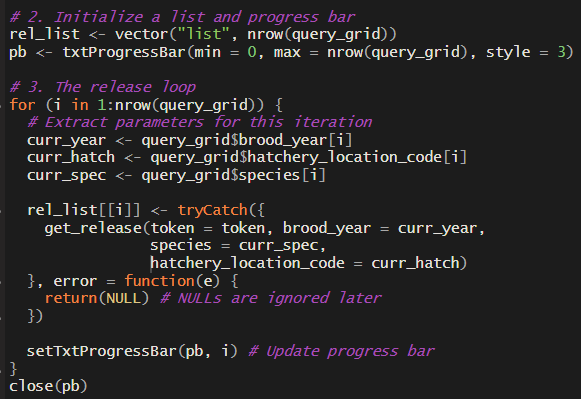 # 2. Initialize a list and progress bar
rel_list <- vector("list", nrow(query_grid))
pb <- txtProgressBar(min = 0, max = nrow(query_grid), style = 3)

# 3. The release loop
for (i in 1:nrow(query_grid)) {
  # Extract parameters for this iteration
  curr_year <- query_grid$brood_year[i]
  curr_hatch <- query_grid$hatchery_location_code[i]
  curr_spec <- query_grid$species[i]

  rel_list[[i]] <- tryCatch({
    get_release(token = token, brood_year = curr_year,
                species = curr_spec,
                hatchery_location_code = curr_hatch)
  }, error = function(e) {
    return(NULL) # NULLs are ignored later
  })

  setTxtProgressBar(pb, i) # Update progress bar
}
close(pb)